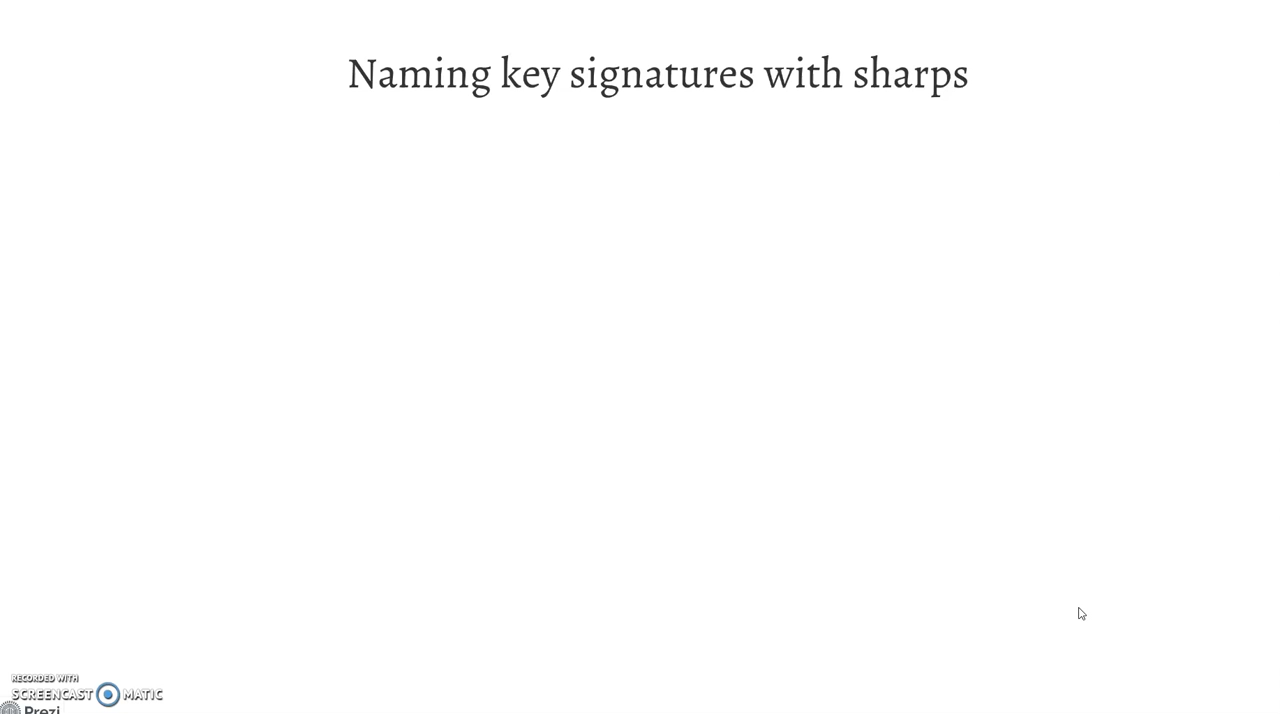 Naming key signatures with sharps
RECORDED WITH
SCREENCAST MATIC
Prezi